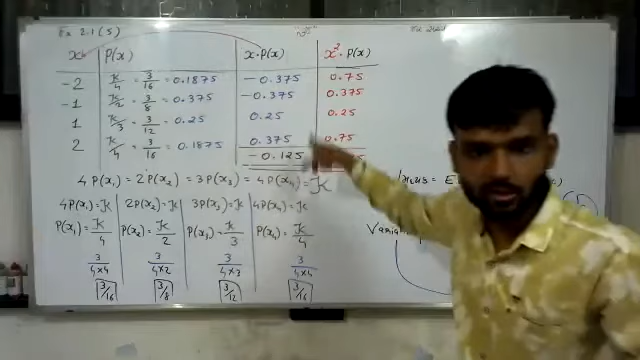 Ex 2.1 (5)
x P(x) x·P(x) x²·P(x)
-2 K/4 = 3/16 = 0.1875 -0.375 0.75
-1 K/2 = 3/8 = 0.375 -0.375 0.375
1 K/3 = 3/12 = 0.25 0.25 0.25
2 K/4 = 3/16 = 0.1875 0.375 0.75
-0.125
4P(x₁) = 2P(x₂) = 3P(x₃) = 4P(x₄) = K
4P(x₁) = K 2P(x₂) = K 3P(x₃) = K 4P(x₄) = K
P(x₁) = K/4 P(x₂) = K/2 P(x₃) = K/3 P(x₄) = K/4
3/4×4 3/4×2 3/4×3 3/4×4
3/16 3/8 3/12 3/16